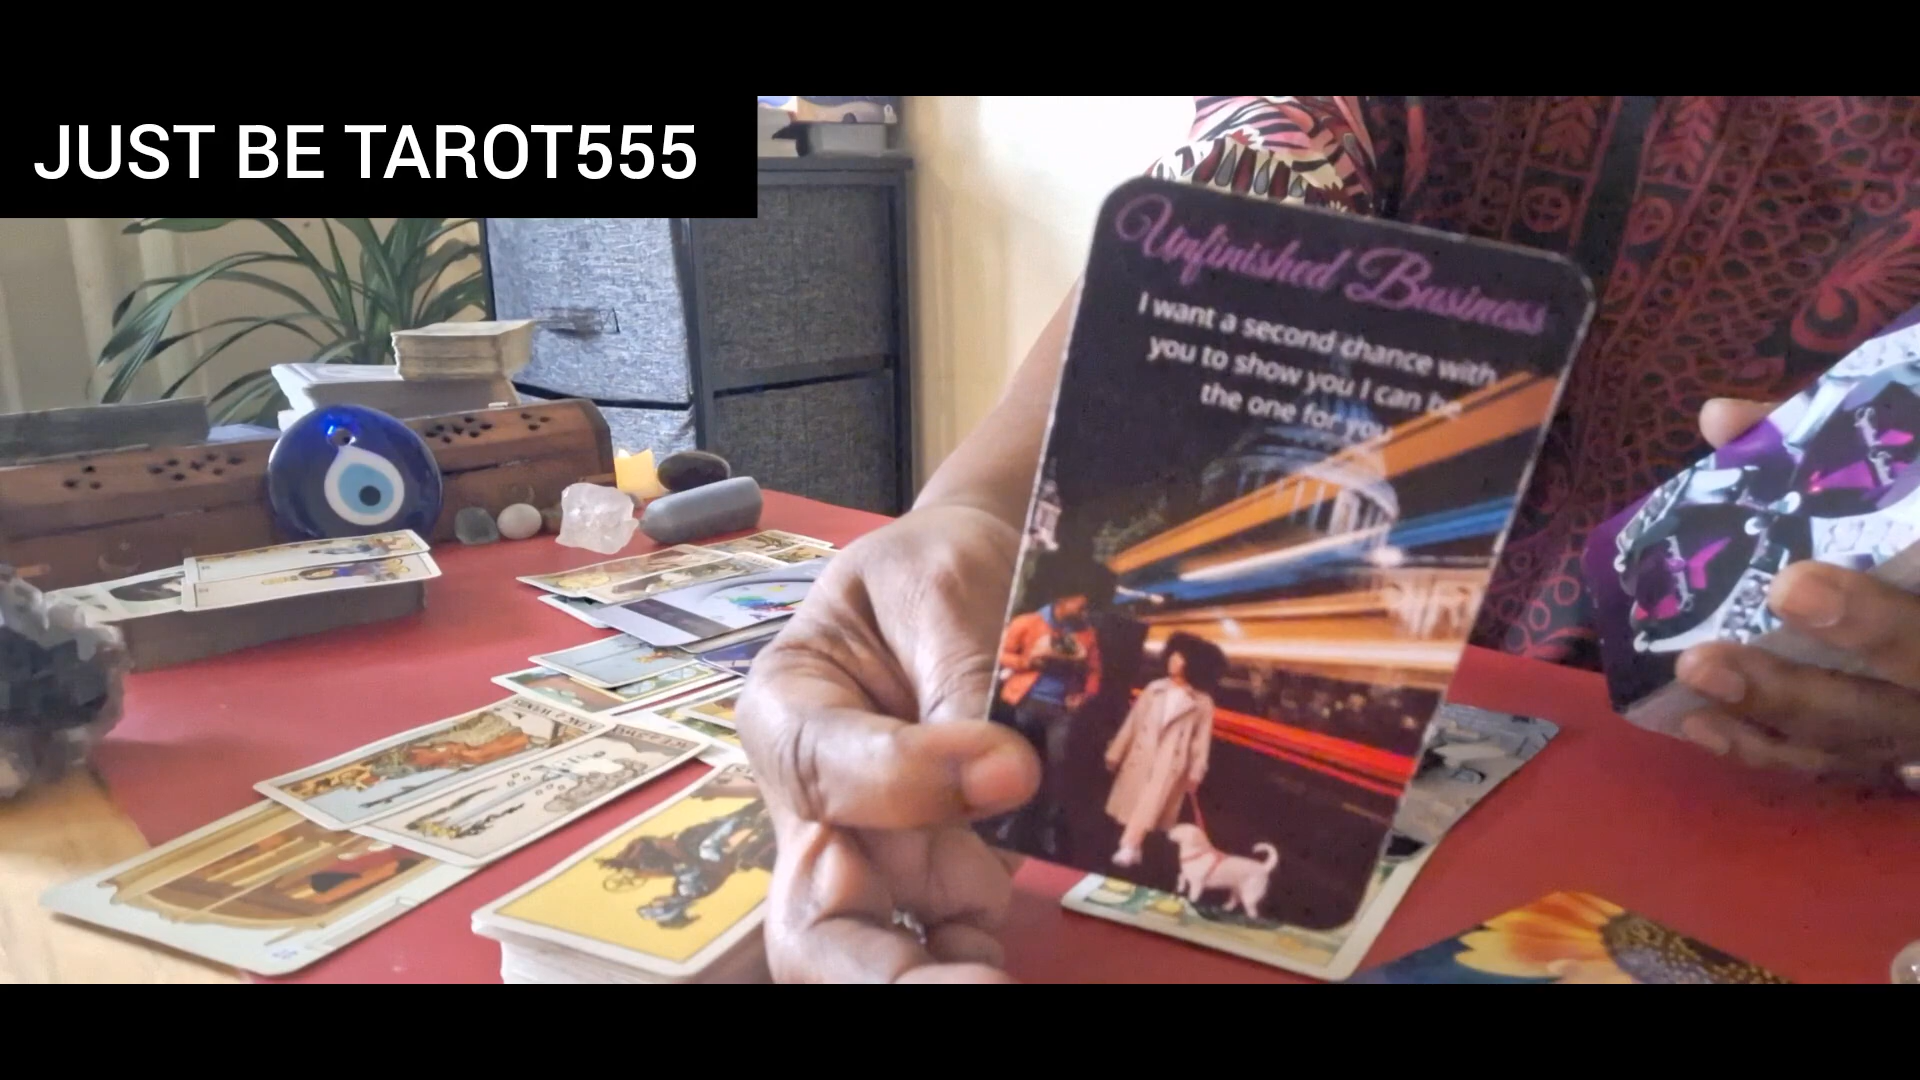 JUST BE TAROT555
Unfinished Business
I want a second chance with
you to show you I can be
the one for you